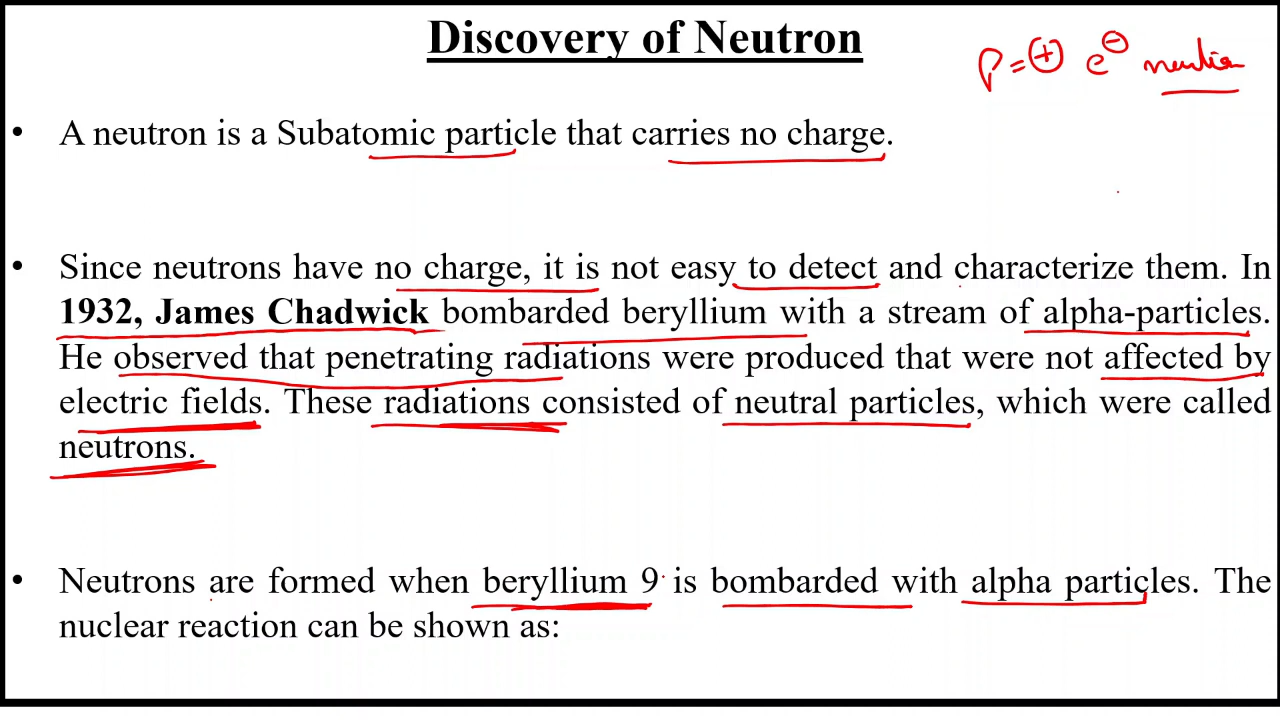 Discovery of Neutron
P = ⊕ e⊖ neutron
• A neutron is a Subatomic particle that carries no charge.
• Since neutrons have no charge, it is not easy to detect and characterize them. In
1932, James Chadwick bombarded beryllium with a stream of alpha-particles.
He observed that penetrating radiations were produced that were not affected by
electric fields. These radiations consisted of neutral particles, which were called
neutrons.
• Neutrons are formed when beryllium 9 is bombarded with alpha particles. The
nuclear reaction can be shown as: